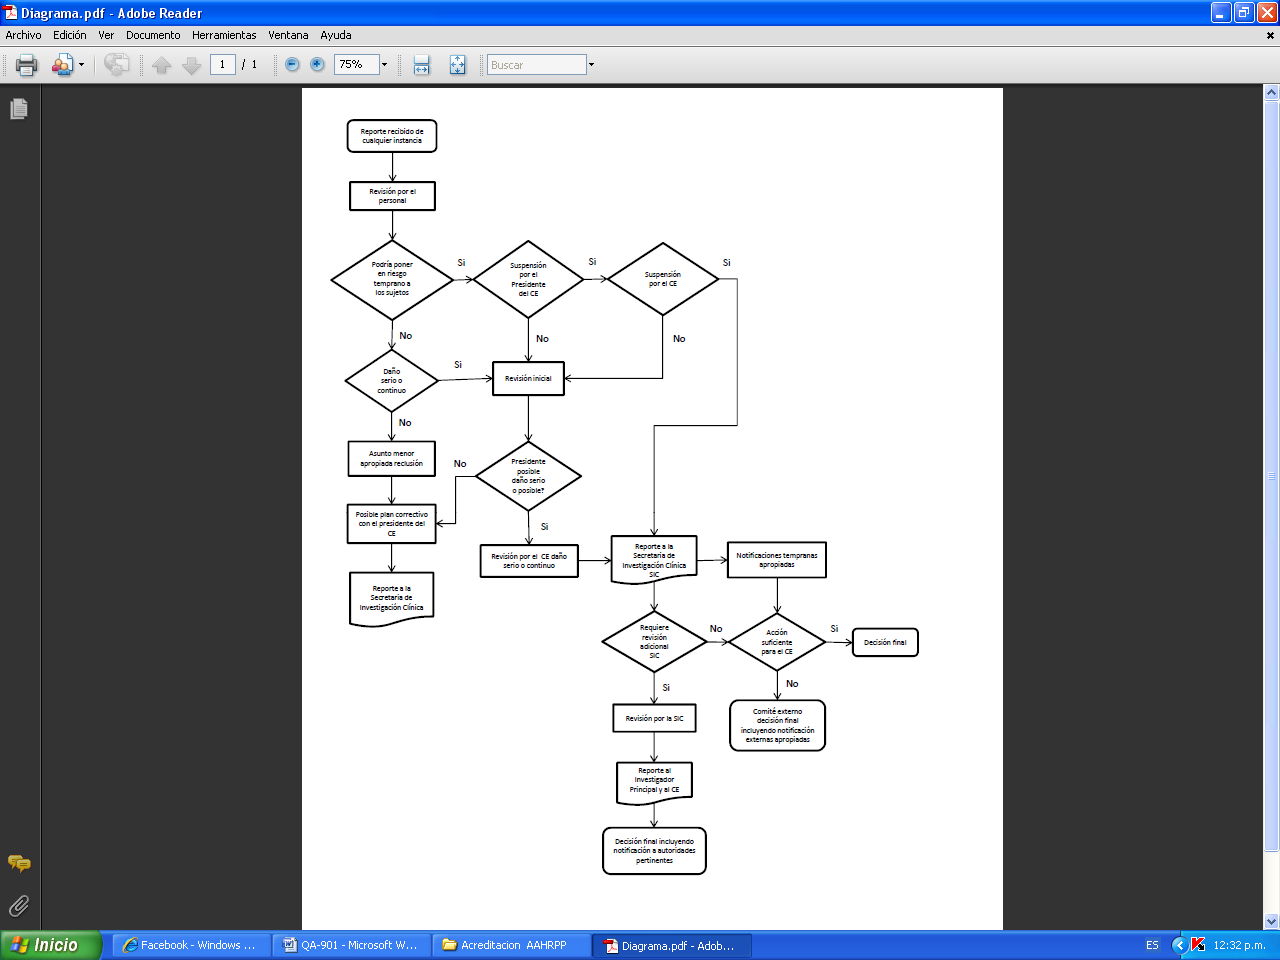 Diagrama.pdf - Adobe Reader
Archivo Edición Ver Documento Herramientas Ventana Ayuda
1 / 1 75% Buscar
Reporte recibido de
cualquier instancia
Revisión por el
personal
Podría poner
en riesgo
temprano a
los sujetos
Si
Suspensión
por el
Presidente
del CE
Si
Suspensión
por el CE
Si
No
No
No
Daño
serio o
continuo
Si
Revisión inicial
No
Asunto menor
apropiada reclusión
No
Presidente
posible
daño serio
o posible?
Posible plan correctivo
con el presidente del
CE
Si
Revisión por el CE daño
serio o continuo
Reporte a la
Secretaría de
Investigación Clínica
SIC
Notificaciones tempranas
apropiadas
Reporte a la
Secretaría de
Investigación Clínica
Requiere
revisión
adicional
SIC
No
Acción
suficiente
para el CE
Si
Decisión final
Si
No
Revisión por la SIC
Comité externo
decisión final
incluyendo notificación
externas apropiadas
Reporte al
Investigador
Principal y al CE
Decisión final incluyendo
notificación a autoridades
pertinentes
Inicio
Facebook - Windows ...
QA-901 - Microsoft W...
Acreditacion AAHRPP
Diagrama.pdf - Adob...
ES
12:32 p.m.